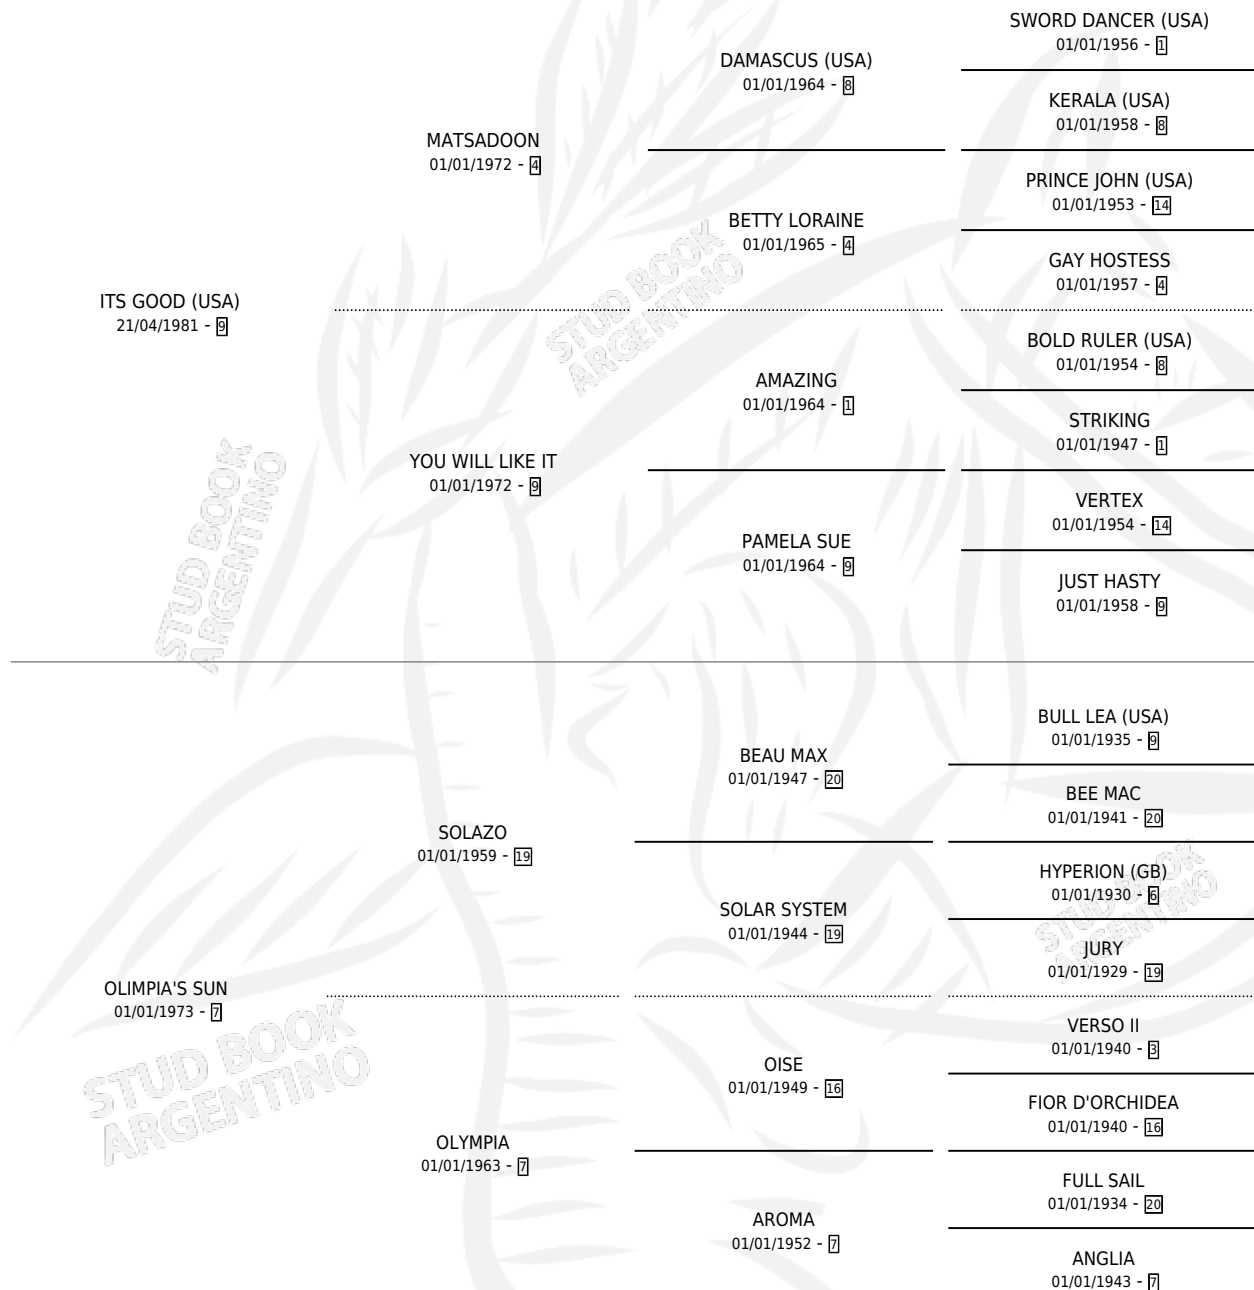 SWORD DANCER (USA)
01/01/1956 - 1
DAMASCUS (USA)
01/01/1964 - 8
KERALA (USA)
01/01/1958 - 8
MATSADOON
01/01/1972 - 4
PRINCE JOHN (USA)
01/01/1953 - 14
BETTY LORAINE
01/01/1965 - 4
GAY HOSTESS
01/01/1957 - 4
ITS GOOD (USA)
21/04/1981 - 9
BOLD RULER (USA)
01/01/1954 - 8
AMAZING
01/01/1964 - 1
STRIKING
01/01/1947 - 1
YOU WILL LIKE IT
01/01/1972 - 9
VERTEX
01/01/1954 - 14
PAMELA SUE
01/01/1964 - 9
JUST HASTY
01/01/1958 - 9
BULL LEA (USA)
01/01/1935 - 9
BEAU MAX
01/01/1947 - 20
BEE MAC
01/01/1941 - 20
SOLAZO
01/01/1959 - 19
HYPERION (GB)
01/01/1930 - 6
SOLAR SYSTEM
01/01/1944 - 19
JURY
01/01/1929 - 19
OLIMPIA'S SUN
01/01/1973 - 7
VERSO II
01/01/1940 - 3
OISE
01/01/1949 - 16
FIOR D'ORCHIDEA
01/01/1940 - 16
OLYMPIA
01/01/1963 - 7
FULL SAIL
01/01/1934 - 20
AROMA
01/01/1952 - 7
ANGLIA
01/01/1943 - 7
STUD BOOK
ARGENTINO
STUD BOOK
ARGENTINO
STUD BOOK
ARGENTINO
STUD BOOK
ARGENTINO